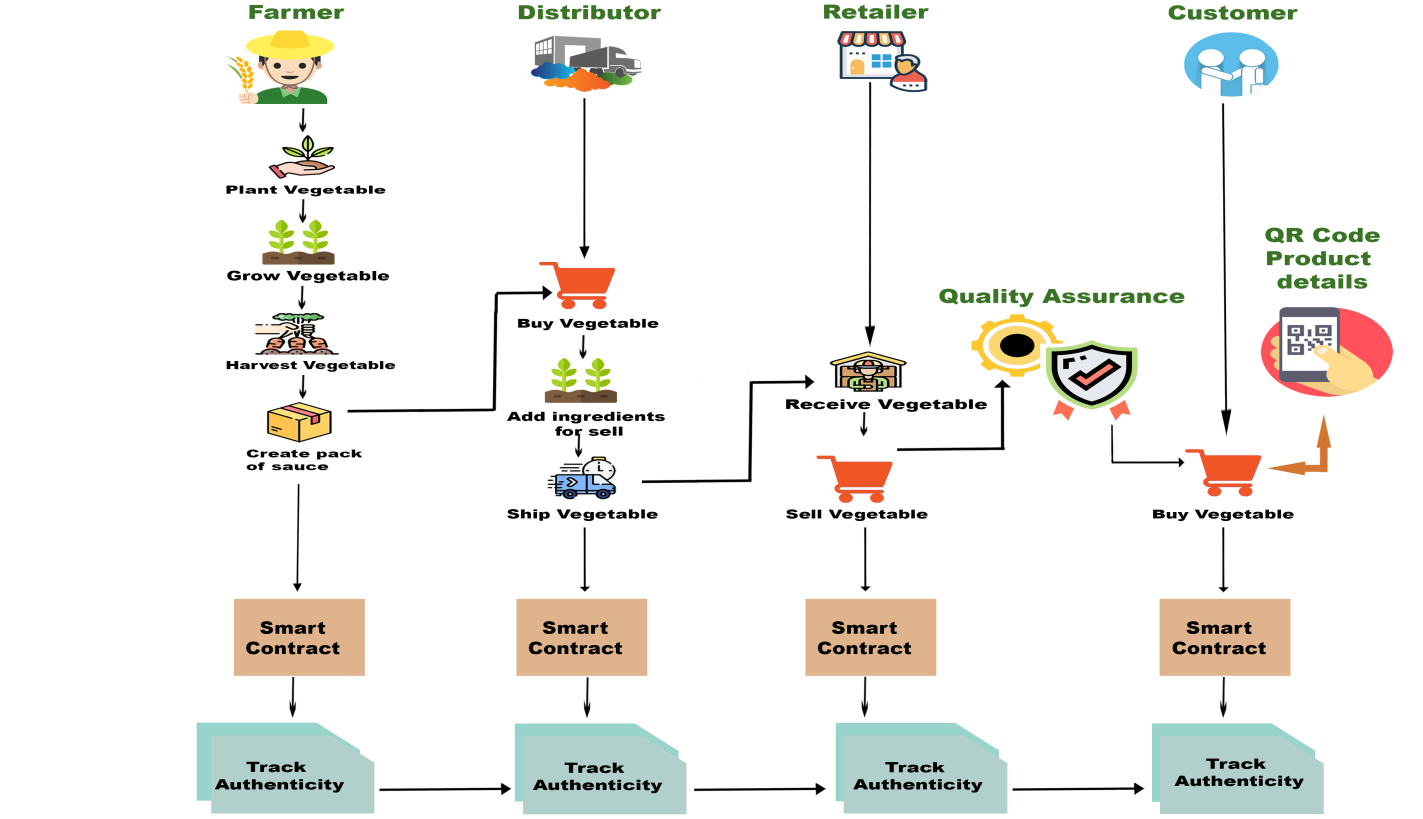 Farmer
Plant Vegetable
Grow Vegetable
Harvest Vegetable
Create pack
of sauce
Smart
Contract
Track
Authenticity
Distributor
Buy Vegetable
Add ingredients
for sell
Ship Vegetable
Smart
Contract
Track
Authenticity
Retailer
Receive Vegetable
Sell Vegetable
Smart
Contract
Track
Authenticity
Quality Assurance
Customer
QR Code
Product
details
Buy Vegetable
Smart
Contract
Track
Authenticity